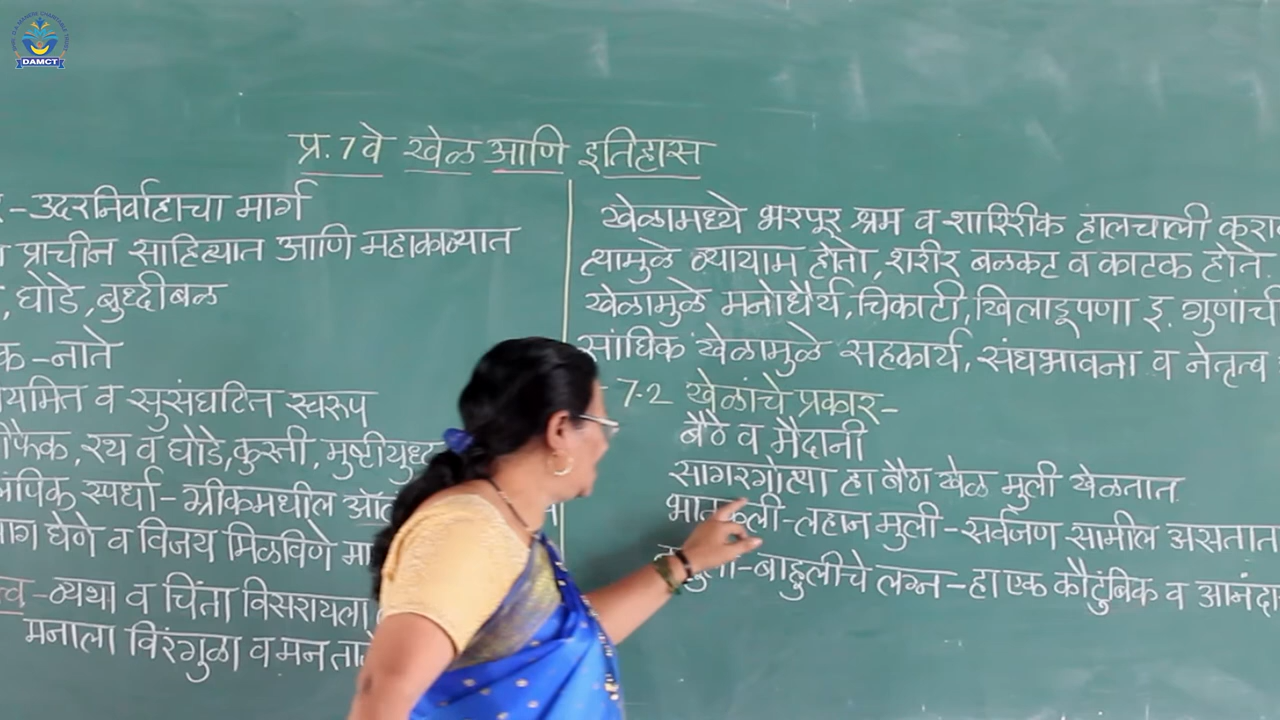 DAMCT
प्र. 7 वे खेळ आणि इतिहास
- उदरनिर्वाहाचा मार्ग
प्राचीन साहित्यात आणि महाकाव्यात
, घोडे, बुध्दीबळ
क - नाते
यमित व सुसंघटित स्वरूप
फेक, रथ व घोडे, कुस्ती, मुष्टीयुध्द
लंपिक स्पर्धा - ग्रीकमधील
भाग घेणे व विजय मिळविणे
त्व - व्यथा व चिंता विसरायला
मनाला विरंगुळा व मन
खेळामध्ये भरपूर श्रम व शारिरीक हालचाली
त्यामुळे व्यायाम होतो, शरीर बळकट व काटक होते.
खेळामुळे मनोधैर्य, चिकाटी, खिलाडूपणा इ. गुणांची
सांघिक खेळामुळे सहकार्य, संघभावना व नेतृत्व
7.2 खेळांचे प्रकार -
बैठे व मैदानी
सागरगोट्या हा बैठा खेळ मुली खेळतात.
भातुकली - लहान मुली - सर्वजण सामील असतात
- बाहुलीचे लग्न - हा एक कौटुंबिक व